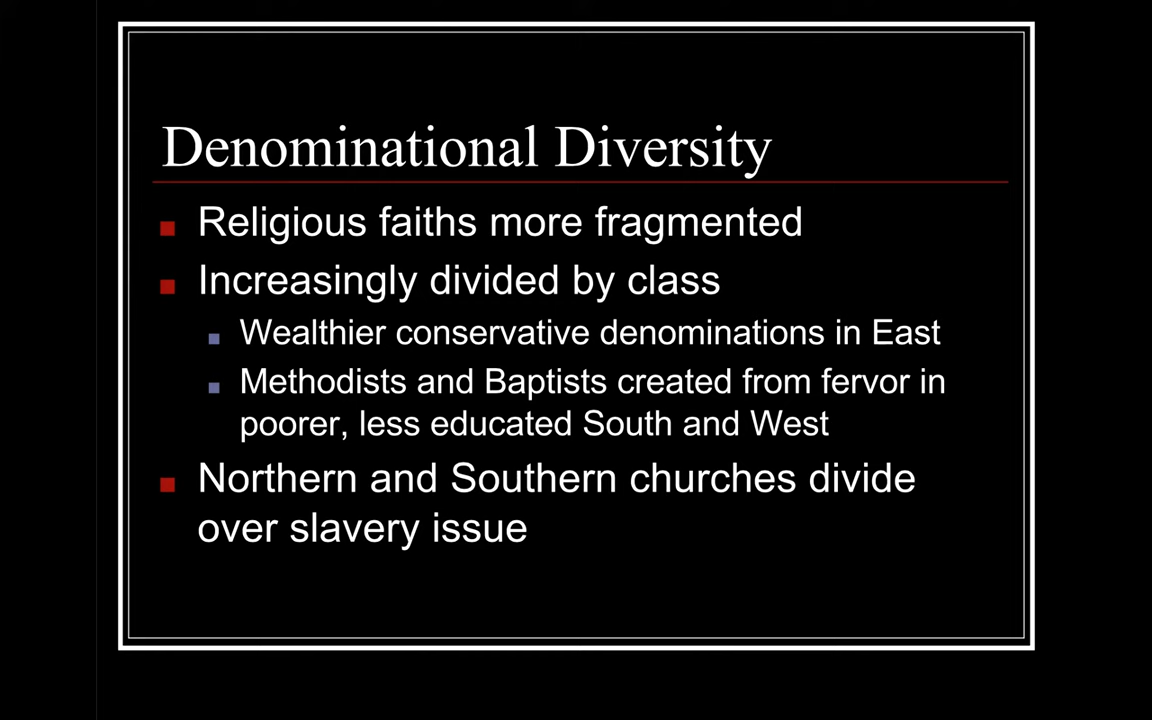 Denominational Diversity
Religious faiths more fragmented
Increasingly divided by class
Wealthier conservative denominations in East
Methodists and Baptists created from fervor in
poorer, less educated South and West
Northern and Southern churches divide
over slavery issue